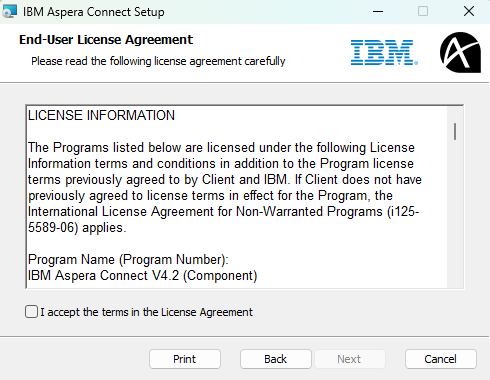 IBM Aspera Connect Setup
End-User License Agreement
Please read the following license agreement carefully
IBM.
LICENSE INFORMATION
The Programs listed below are licensed under the following License
Information terms and conditions in addition to the Program license
terms previously agreed to by Client and IBM. If Client does not have
previously agreed to license terms in effect for the Program, the
International License Agreement for Non-Warranted Programs (i125-
5589-06) applies.
Program Name (Program Number):
IBM Aspera Connect V4.2 (Component)
I accept the terms in the License Agreement
Print
Back
Next
Cancel